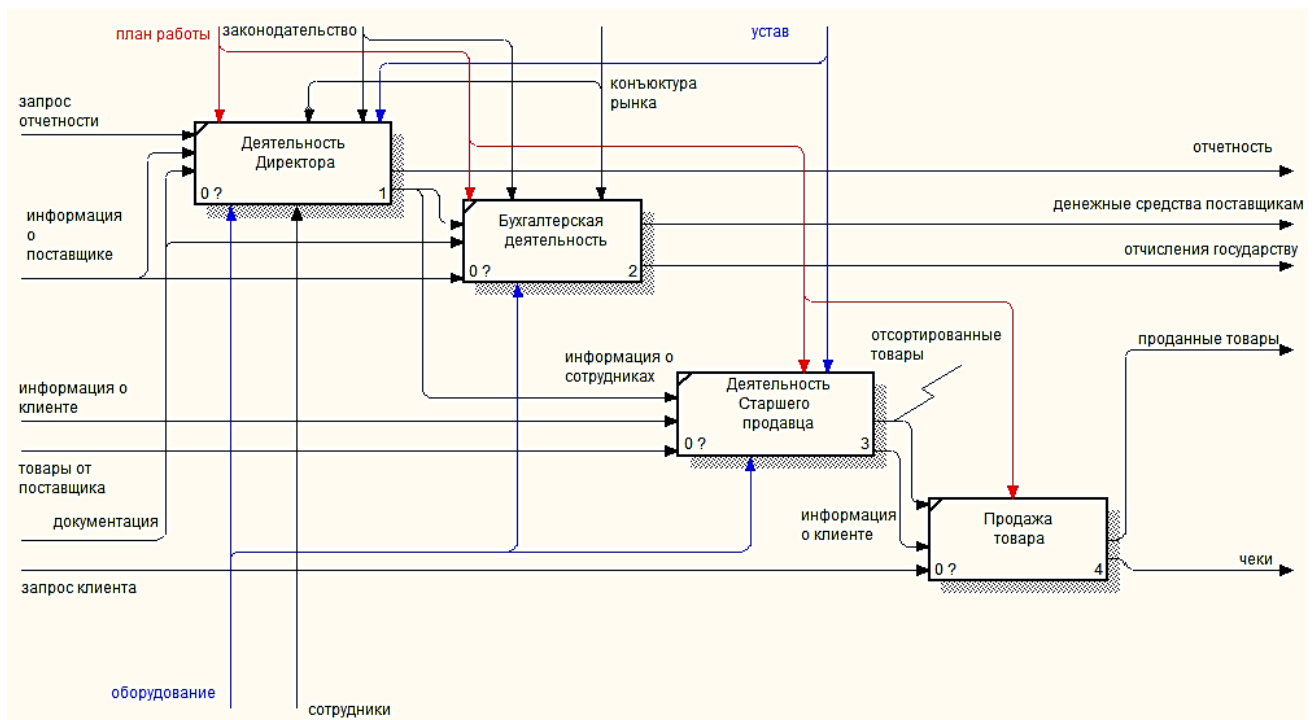 план работы
законодательство
устав
конъюктура
рынка
запрос
отчетности
Деятельность
Директора
0 ?
1
отчетность
информация
о
поставщике
Бухгалтерская
деятельность
0 ?
2
денежные средства поставщикам
отчисления государству
отсортированные
товары
проданные товары
информация о
сотрудниках
информация о
клиенте
Деятельность
Старшего
продавца
0 ?
3
товары от
поставщика
документация
информация
о клиенте
Продажа
товара
0 ?
4
чеки
запрос клиента
оборудование
сотрудники